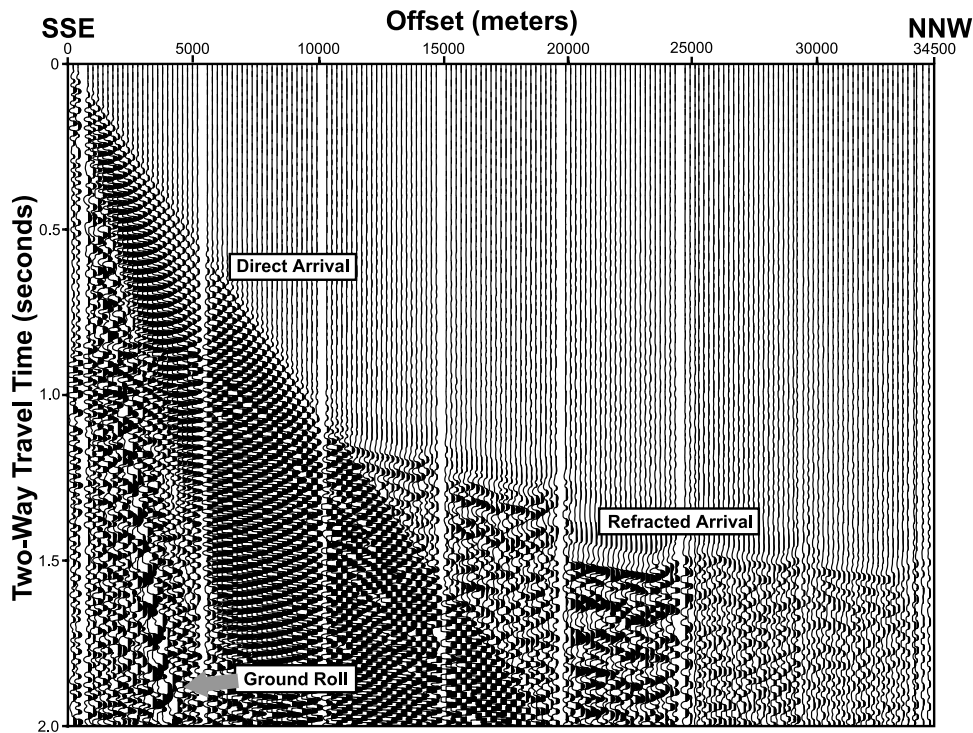 Offset (meters)
SSE
NNW
0 5000 10000 15000 20000 25000 30000 34500
0
0.5
1.0
1.5
2.0
Two-Way Travel Time (seconds)
Direct Arrival
Refracted Arrival
Ground Roll